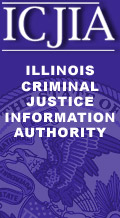 ICJIA
ILLINOIS
CRIMINAL
JUSTICE
INFORMATION
AUTHORITY